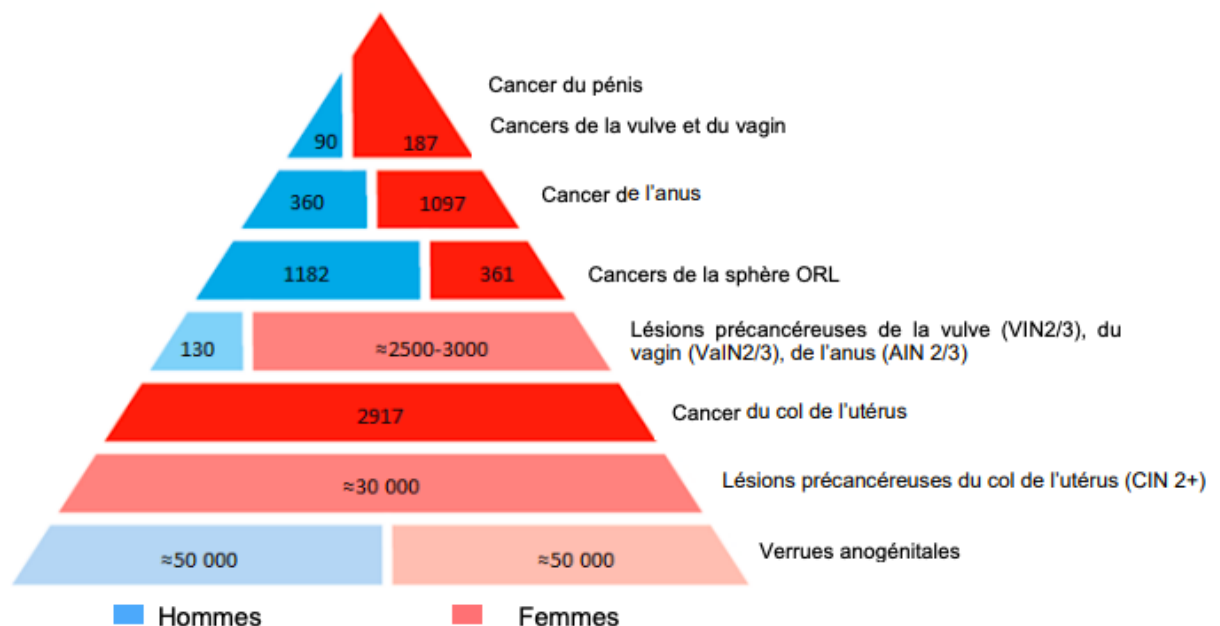 Cancer du pénis
Cancers de la vulve et du vagin
90
187
Cancer de l'anus
360
1097
Cancers de la sphère ORL
1182
361
Lésions précancéreuses de la vulve (VIN2/3), du
vagin (VaIN2/3), de l'anus (AIN 2/3)
130
≈2500-3000
Cancer du col de l'utérus
2917
Lésions précancéreuses du col de l'utérus (CIN 2+)
≈30 000
Verrues anogénitales
≈50 000
≈50 000
Hommes
Femmes